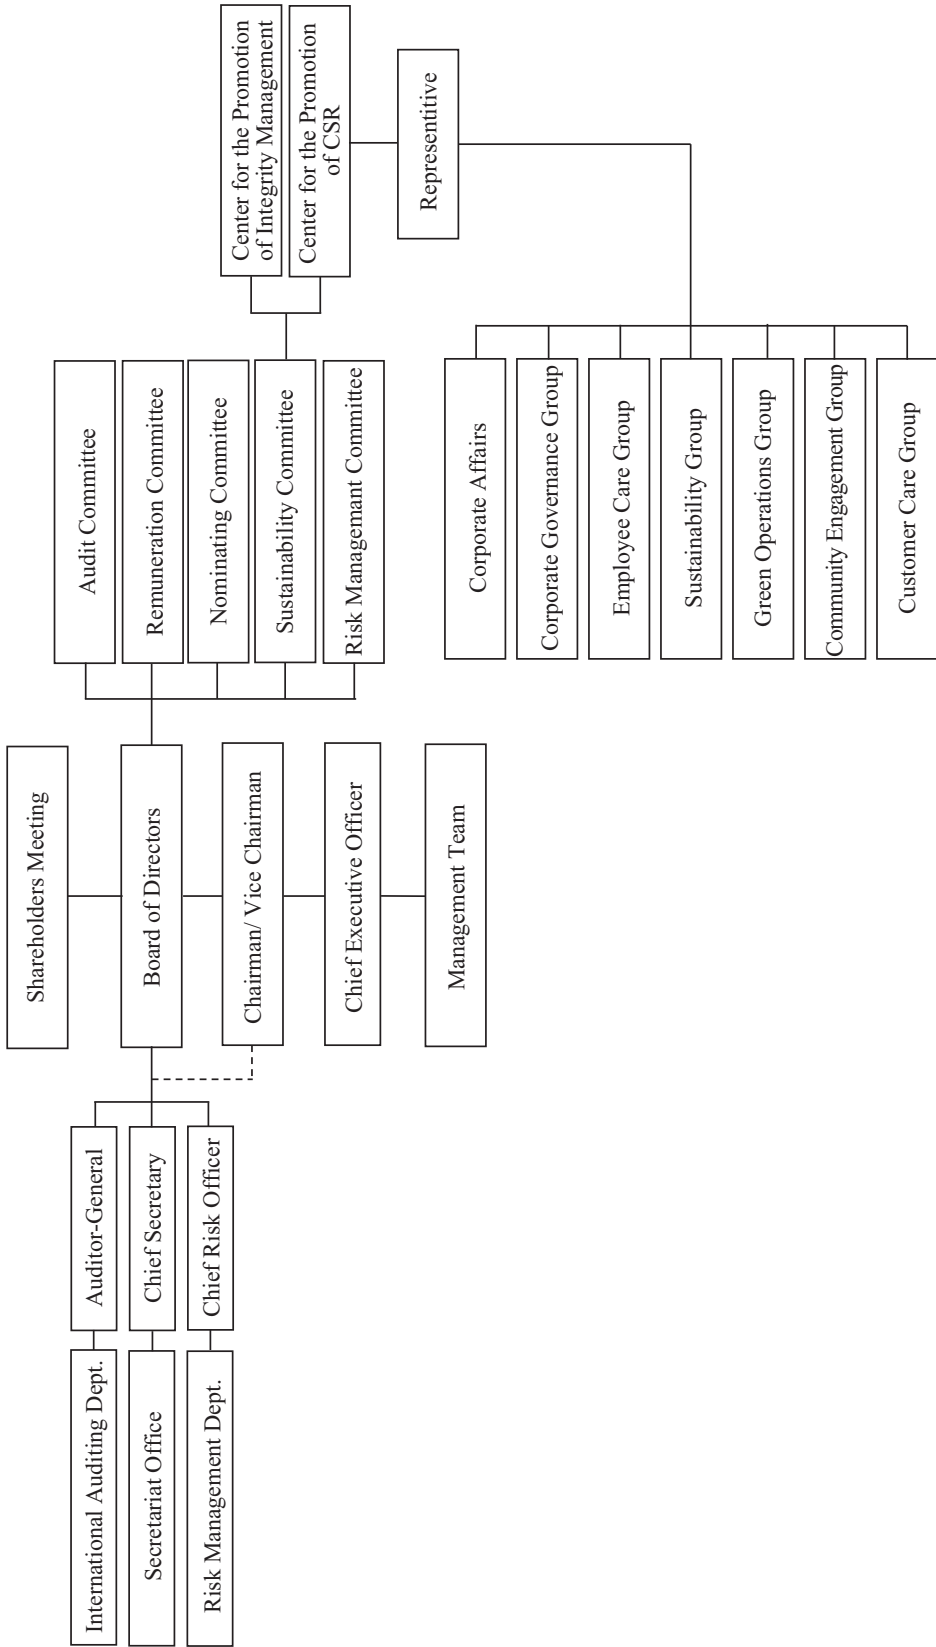 Shareholders Meeting
International Auditing Dept.
Auditor-General
Secretariat Office
Chief Secretary
Risk Management Dept.
Chief Risk Officer
Board of Directors
Chairman/ Vice Chairman
Chief Executive Officer
Management Team
Audit Committee
Remuneration Committee
Nominating Committee
Sustainability Committee
Risk Managemant Committee
Center for the Promotion
of Integrity Management
Center for the Promotion
of CSR
Representitive
Corporate Affairs
Corporate Governance Group
Employee Care Group
Sustainability Group
Green Operations Group
Community Engagement Group
Customer Care Group